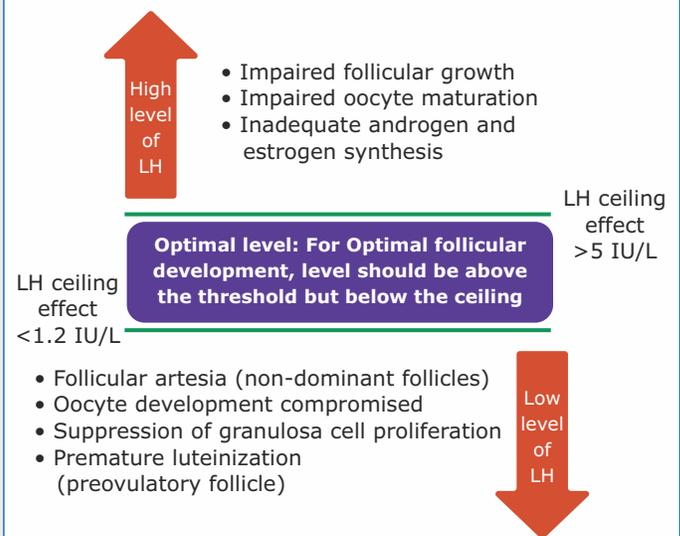 High
level
of
LH
• Impaired follicular growth
• Impaired oocyte maturation
• Inadequate androgen and
estrogen synthesis
LH ceiling
effect
>5 IU/L
Optimal level: For Optimal follicular
development, level should be above
the threshold but below the ceiling
LH ceiling
effect
<1.2 IU/L
• Follicular artesia (non-dominant follicles)
• Oocyte development compromised
• Suppression of granulosa cell proliferation
• Premature luteinization
(preovulatory follicle)
Low
level
of
LH